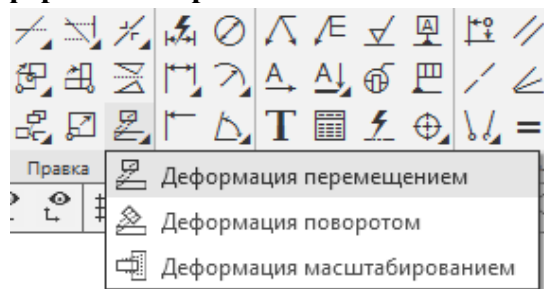 Правка
Деформация перемещением
Деформация поворотом
Деформация масштабированием